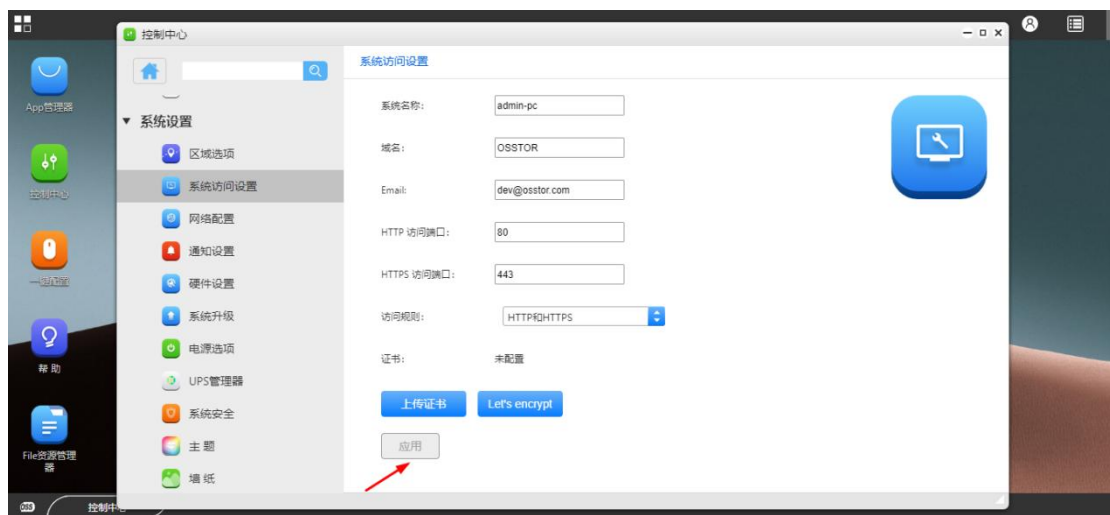 控制中心
系统访问设置
App管理器
控制中心
一键配置
帮 助
File资源管理
器
系统设置
区域选项
系统访问设置
网络配置
通知设置
硬件设置
系统升级
电源选项
UPS管理器
系统安全
主 题
墙 纸
系统名称:
admin-pc
域名:
OSSTOR
Email:
dev@osstor.com
HTTP 访问端口:
80
HTTPS 访问端口:
443
访问规则:
HTTP和HTTPS
证书:
未配置
上传证书
Let's encrypt
应用
控制中心